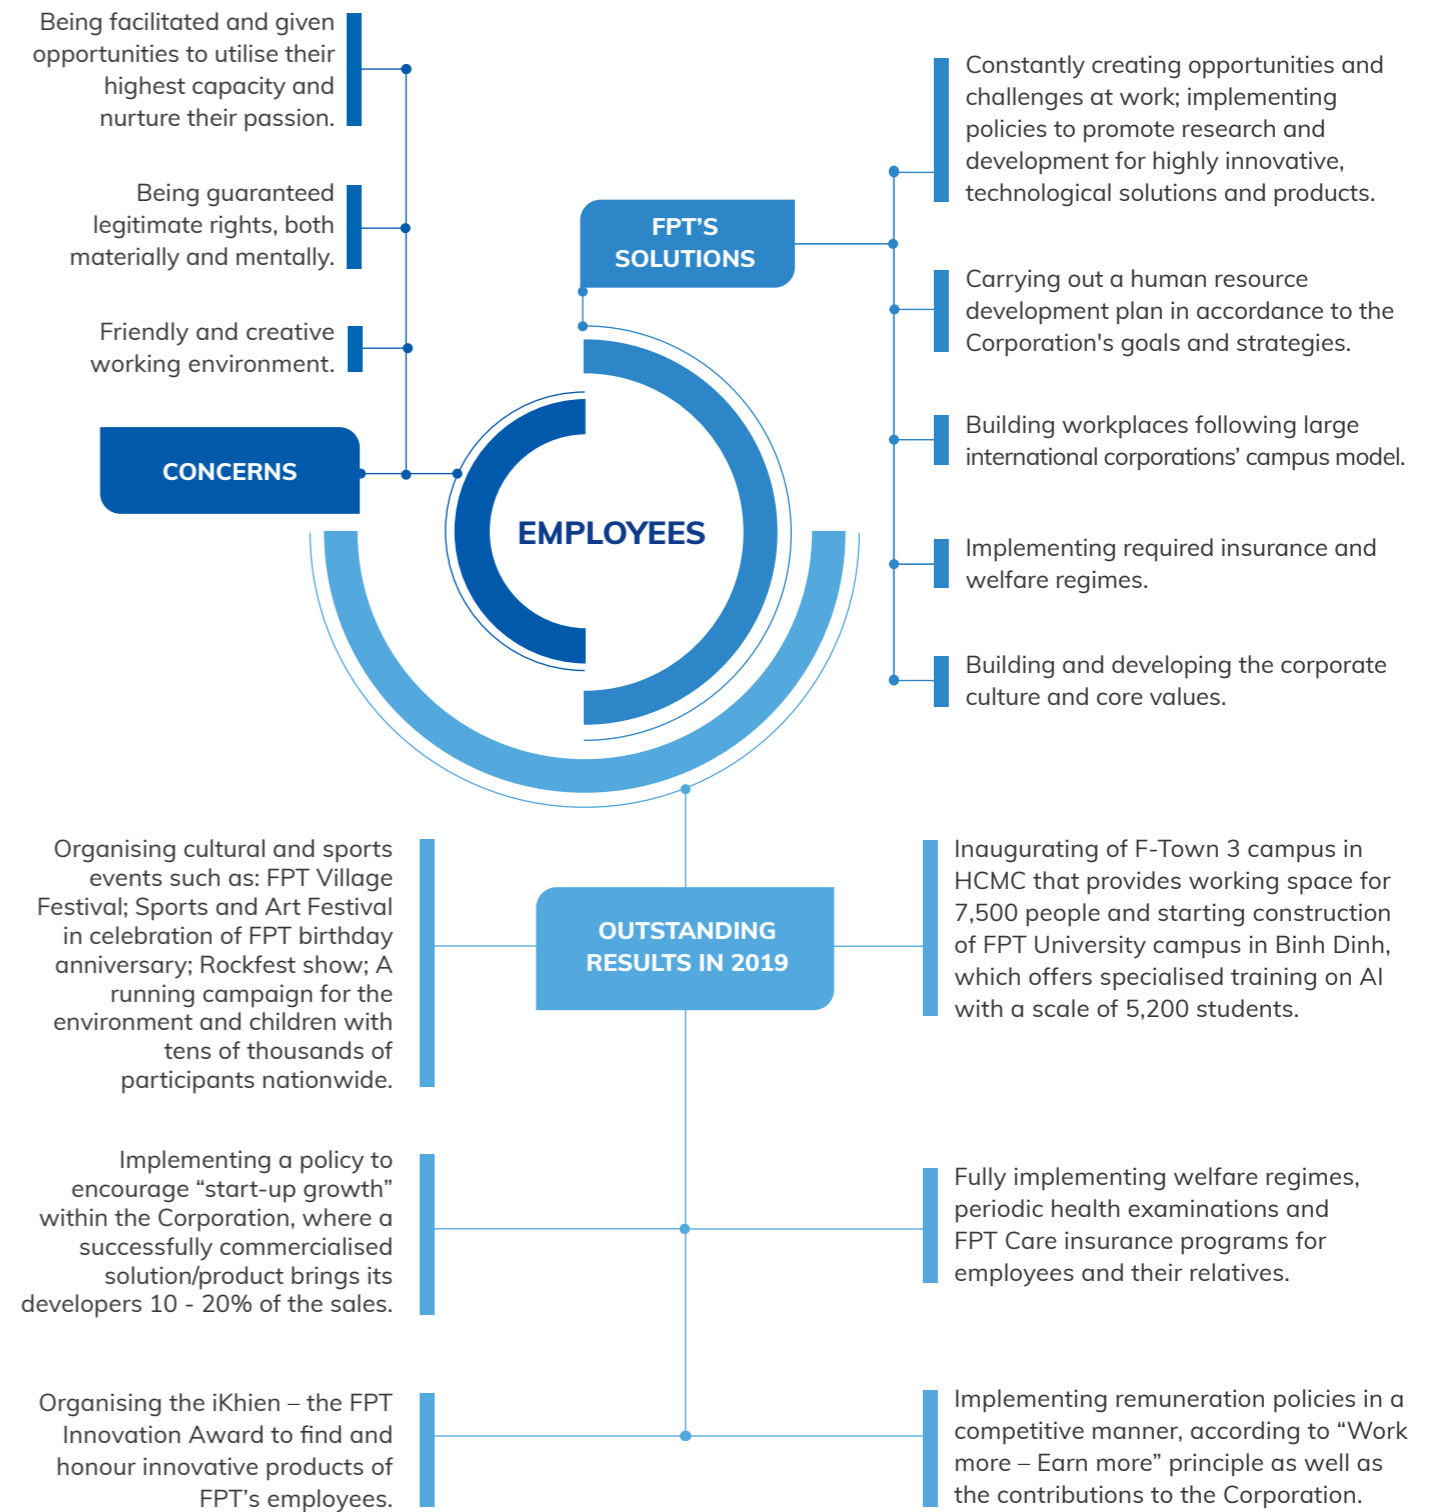 Being facilitated and given
opportunities to utilise their
highest capacity and
nurture their passion.
Being guaranteed
legitimate rights, both
materially and mentally.
Friendly and creative
working environment.
CONCERNS
EMPLOYEES
FPT’S
SOLUTIONS
Constantly creating opportunities and
challenges at work; implementing
policies to promote research and
development for highly innovative,
technological solutions and products.
Carrying out a human resource
development plan in accordance to the
Corporation's goals and strategies.
Building workplaces following large
international corporations’ campus model.
Implementing required insurance and
welfare regimes.
Building and developing the corporate
culture and core values.
OUTSTANDING
RESULTS IN 2019
Organising cultural and sports
events such as: FPT Village
Festival; Sports and Art Festival
in celebration of FPT birthday
anniversary; Rockfest show; A
running campaign for the
environment and children with
tens of thousands of
participants nationwide.
Implementing a policy to
encourage “start-up growth”
within the Corporation, where a
successfully commercialised
solution/product brings its
developers 10 - 20% of the sales.
Organising the iKhien – the FPT
Innovation Award to find and
honour innovative products of
FPT’s employees.
Inaugurating of F-Town 3 campus in
HCMC that provides working space for
7,500 people and starting construction
of FPT University campus in Binh Dinh,
which offers specialised training on AI
with a scale of 5,200 students.
Fully implementing welfare regimes,
periodic health examinations and
FPT Care insurance programs for
employees and their relatives.
Implementing remuneration policies in a
competitive manner, according to “Work
more – Earn more” principle as well as
the contributions to the Corporation.